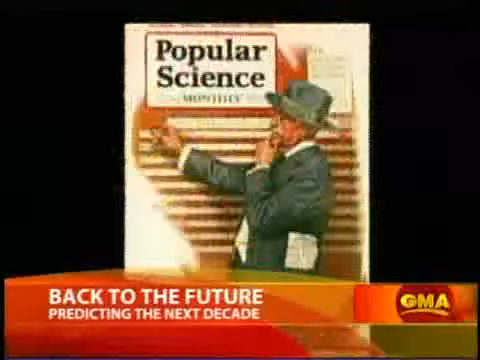 Popular
Science
MONTHLY
BACK TO THE FUTURE
PREDICTING THE NEXT DECADE
GMA